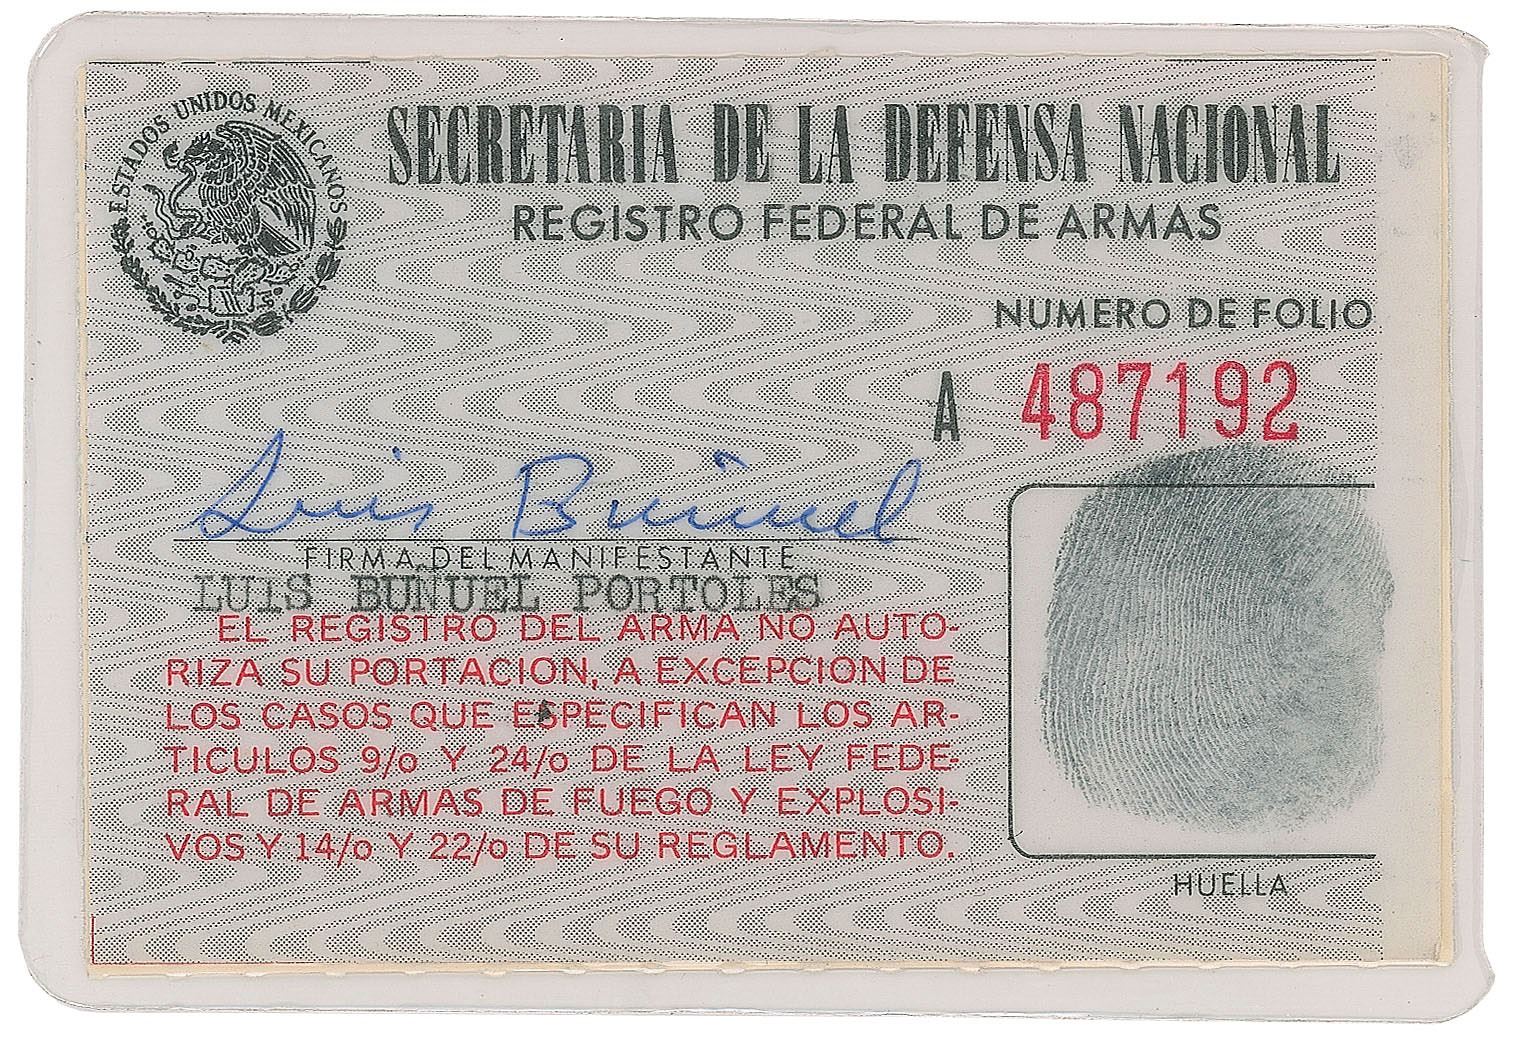 ESTADOS UNIDOS MEXICANOS
SECRETARIA DE LA DEFENSA NACIONAL
REGISTRO FEDERAL DE ARMAS
NUMERO DE FOLIO
A 487192
Luis Buñuel
FIRMA DEL MANIFESTANTE
LUIS BUÑUEL PORTOLES
EL REGISTRO DEL ARMA NO AUTO-
RIZA SU PORTACION, A EXCEPCION DE
LOS CASOS QUE ESPECIFICAN LOS AR-
TICULOS 9/o Y 24/o DE LA LEY FEDE-
RAL DE ARMAS DE FUEGO Y EXPLOSI-
VOS Y 14/o Y 22/o DE SU REGLAMENTO.
HUELLA